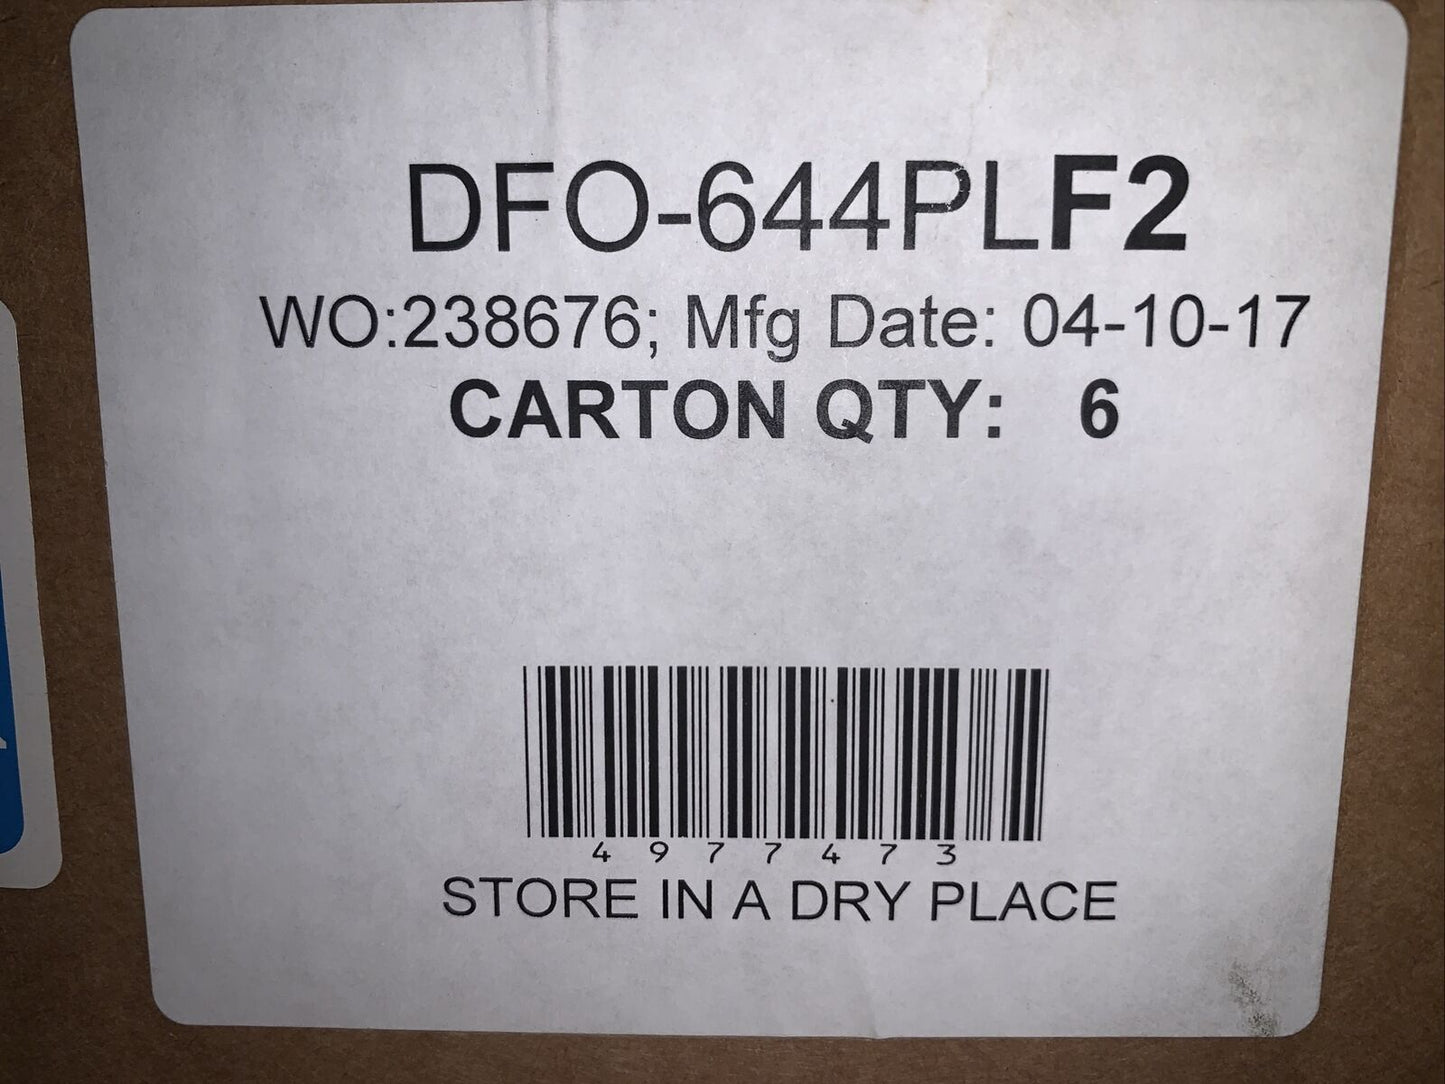 DFO-644PLF2
WO:238676; Mfg Date: 04-10-17
CARTON QTY: 6
4977473
STORE IN A DRY PLACE